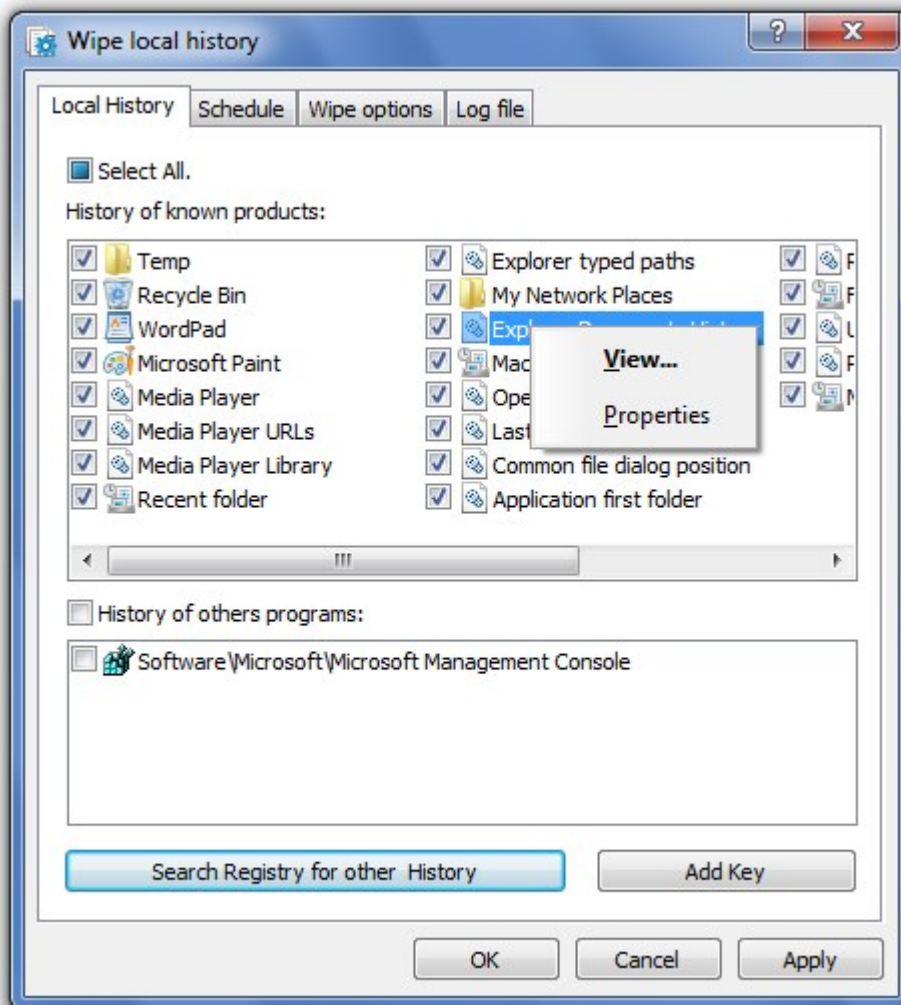 Wipe local history
Local History Schedule Wipe options Log file
Select All.
History of known products:
Temp
Recycle Bin
WordPad
Microsoft Paint
Media Player
Media Player URLs
Media Player Library
Recent folder
Explorer typed paths
My Network Places
Mac
Ope
Last
Common file dialog position
Application first folder
View...
Properties
History of others programs:
Software\Microsoft\Microsoft Management Console
Search Registry for other History Add Key
OK Cancel Apply